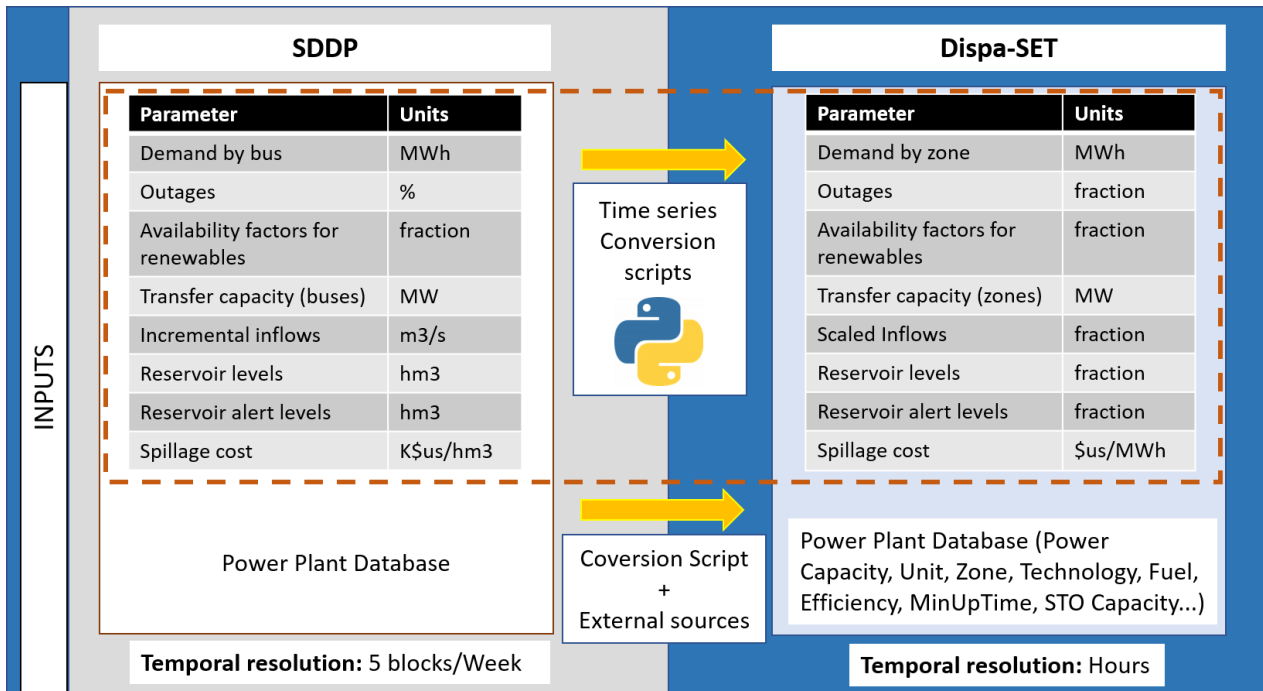 SDDP
Dispa-SET
INPUTS
Parameter Units
Demand by bus MWh
Outages %
Availability factors for fraction
renewables
Transfer capacity (buses) MW
Incremental inflows m3/s
Reservoir levels hm3
Reservoir alert levels hm3
Spillage cost K$us/hm3
Time series
Conversion
scripts
Parameter Units
Demand by zone MWh
Outages fraction
Availability factors for fraction
renewables
Transfer capacity (zones) MW
Scaled Inflows fraction
Reservoir levels fraction
Reservoir alert levels fraction
Spillage cost $us/MWh
Power Plant Database
Coversion Script
+
External sources
Power Plant Database (Power
Capacity, Unit, Zone, Technology, Fuel,
Efficiency, MinUpTime, STO Capacity...)
Temporal resolution: 5 blocks/Week
Temporal resolution: Hours